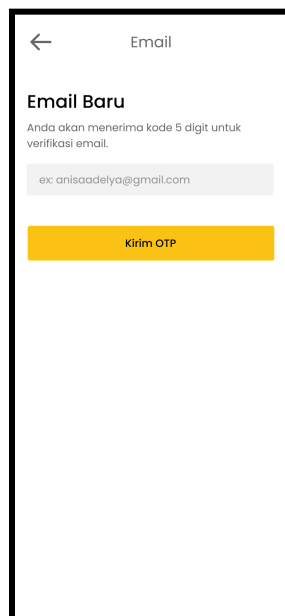 Email
Email Baru
Anda akan menerima kode 5 digit untuk
verifikasi email.
ex: anisaadelya@gmail.com
Kirim OTP